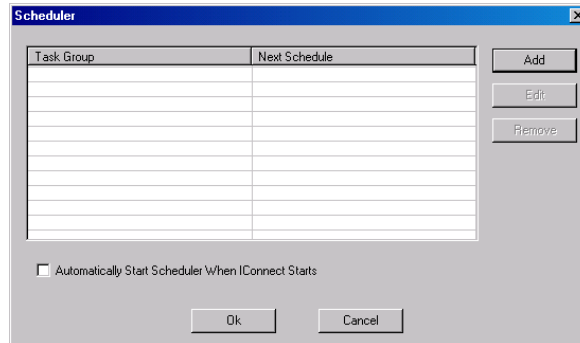 Scheduler
Task Group Next Schedule
Add
Edit
Remove
Automatically Start Scheduler When IConnect Starts
Ok Cancel